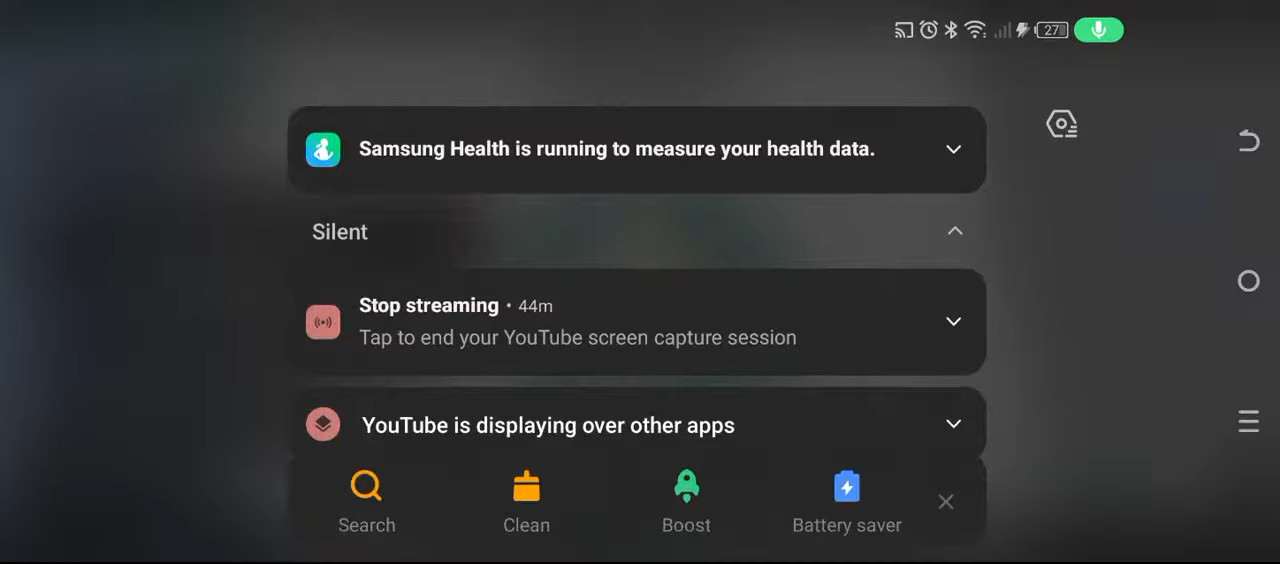 27
Samsung Health is running to measure your health data.
Silent
Stop streaming • 44m
Tap to end your YouTube screen capture session
YouTube is displaying over other apps
Search Clean Boost Battery saver